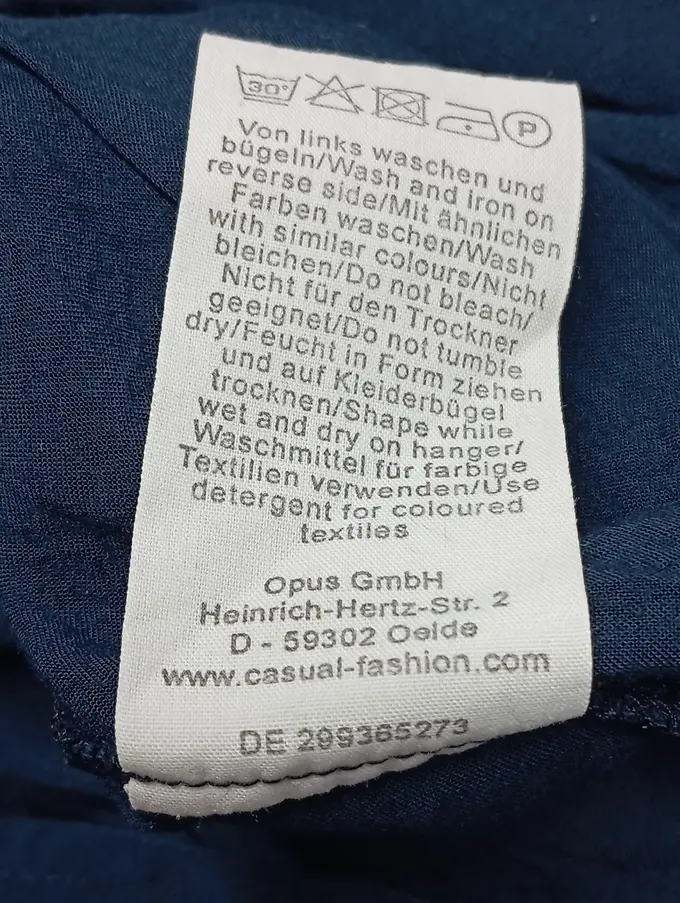 30°
P
Von links waschen und
bügeln/Wash and iron on
reverse side/Mit ähnlichen
Farben waschen/Wash
with similar colours/Nicht
bleichen/Do not bleach/
Nicht für den Trockner
geeignet/Do not tumble
dry/Feucht in Form ziehen
und auf Kleiderbügel
trocknen/Shape while
wet and dry on hanger/
Waschmittel für farbige
Textilien verwenden/Use
detergent for coloured
textiles
Opus GmbH
Heinrich-Hertz-Str. 2
D - 59302 Oelde
www.casual-fashion.com
DE 299365273